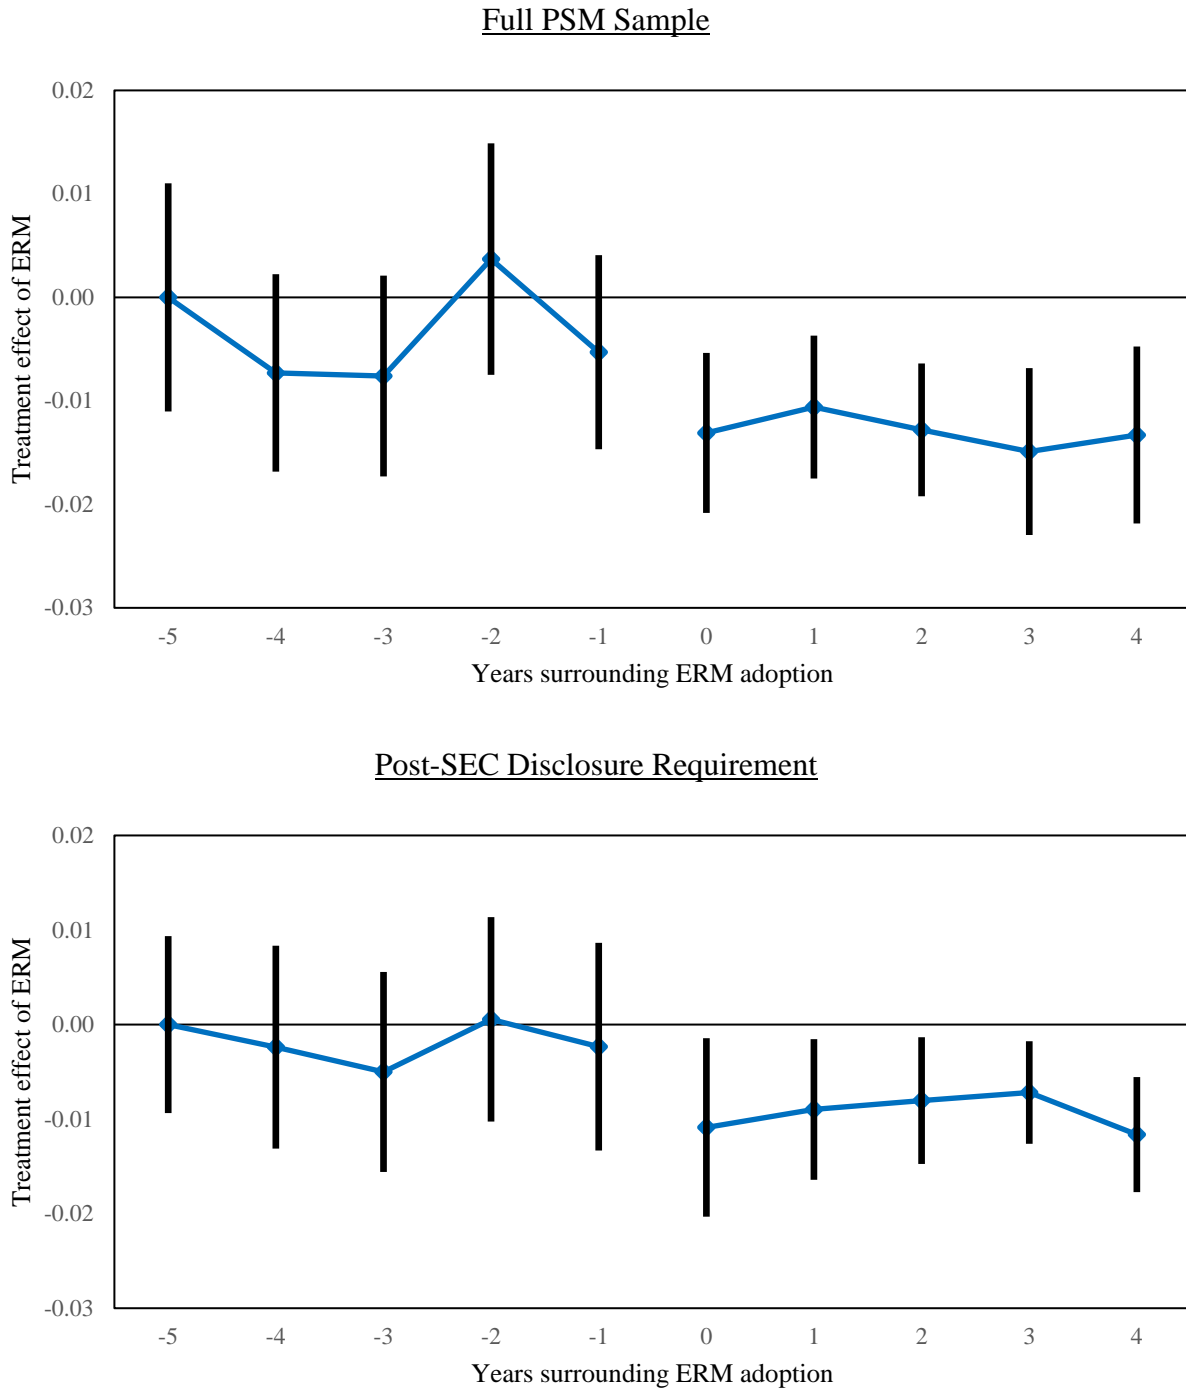 Full PSM Sample
0.02
0.01
0.00
-0.01
-0.02
-0.03
Treatment effect of ERM
-5 -4 -3 -2 -1 0 1 2 3 4
Years surrounding ERM adoption
Post-SEC Disclosure Requirement
0.02
0.01
0.00
-0.01
-0.02
-0.03
Treatment effect of ERM
-5 -4 -3 -2 -1 0 1 2 3 4
Years surrounding ERM adoption